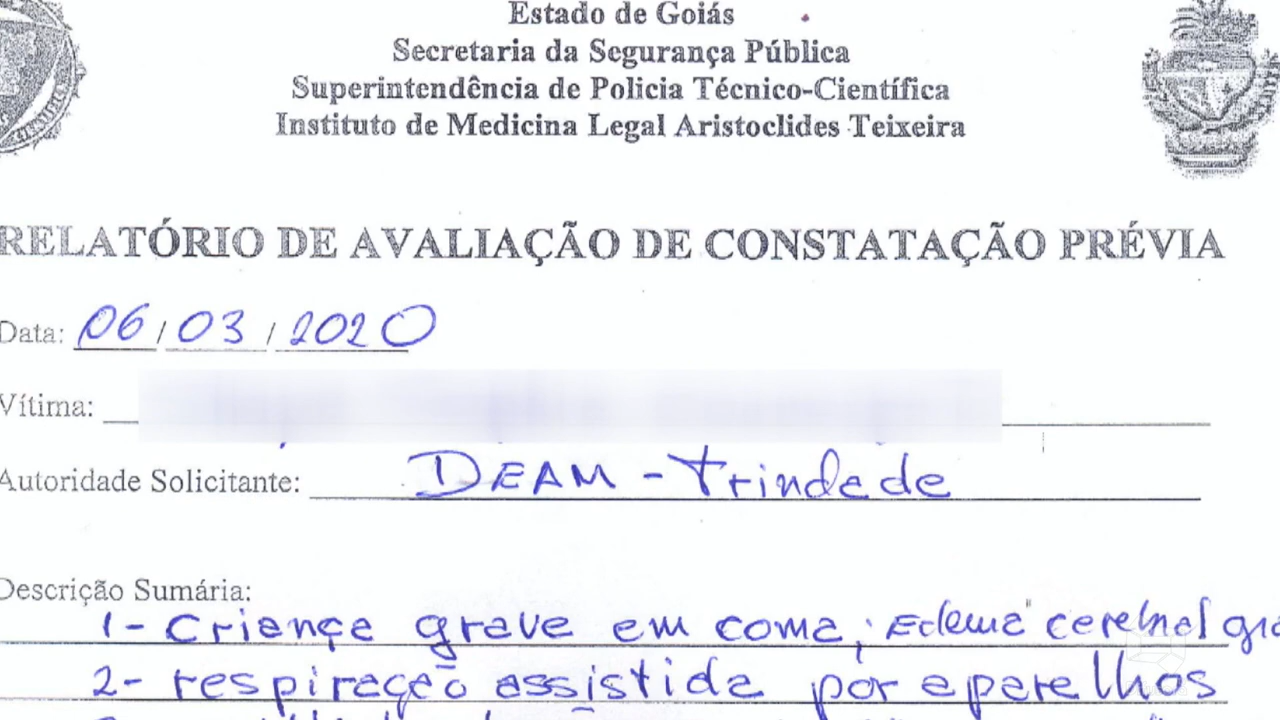 Estado de Goiás
Secretaria da Segurança Pública
Superintendência de Policia Técnico-Científica
Instituto de Medicina Legal Aristoclides Teixeira
RELATÓRIO DE AVALIAÇÃO DE CONSTATAÇÃO PRÉVIA
Data: 06/03/2020
Vítima:
Autoridade Solicitante: DEAM - Trindade
Descrição Sumária:
1- Criança grave em coma, Edema cerebral
2- respiração assistida por aparelhos